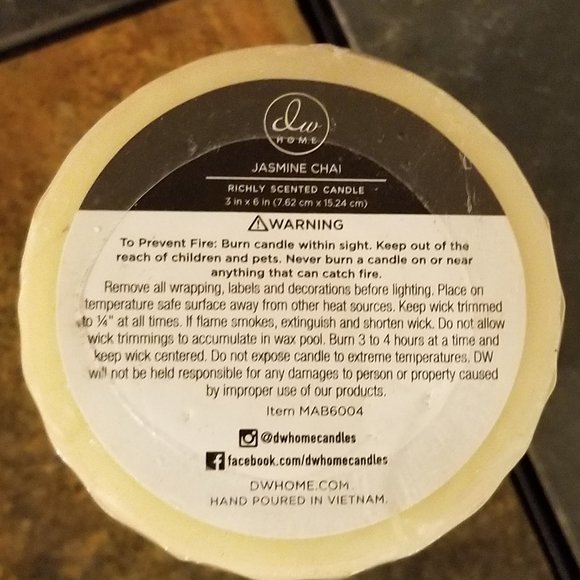 dw
HOME
JASMINE CHAI
RICHLY SCENTED CANDLE
3 in x 6 in (7.62 cm x 15.24 cm)
WARNING
To Prevent Fire: Burn candle within sight. Keep out of the
reach of children and pets. Never burn a candle on or near
anything that can catch fire.
Remove all wrapping, labels and decorations before lighting. Place on
temperature safe surface away from other heat sources. Keep wick trimmed
to ¼" at all times. If flame smokes, extinguish and shorten wick. Do not allow
wick trimmings to accumulate in wax pool. Burn 3 to 4 hours at a time and
keep wick centered. Do not expose candle to extreme temperatures. DW
will not be held responsible for any damages to person or property caused
by improper use of our products.
Item MAB6004
@dwhomecandles
facebook.com/dwhomecandles
DWHOME.COM
HAND POURED IN VIETNAM.